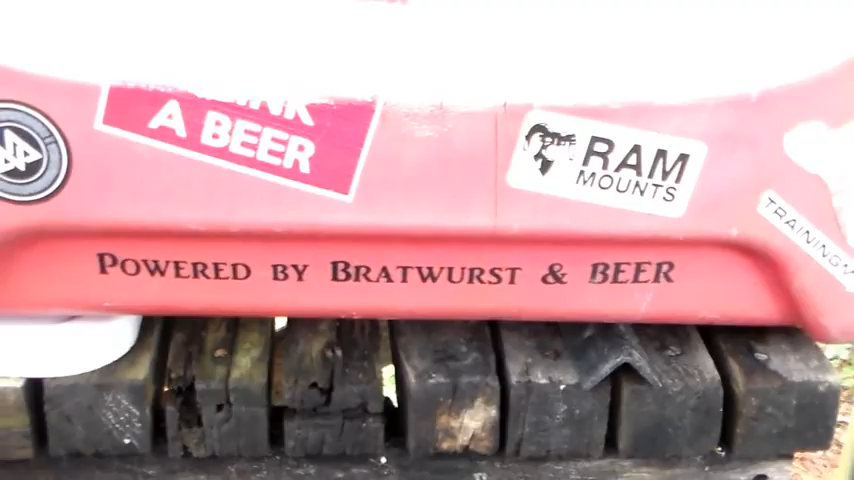 A BEER
RAM
MOUNTS
POWERED BY BRATWURST & BEER